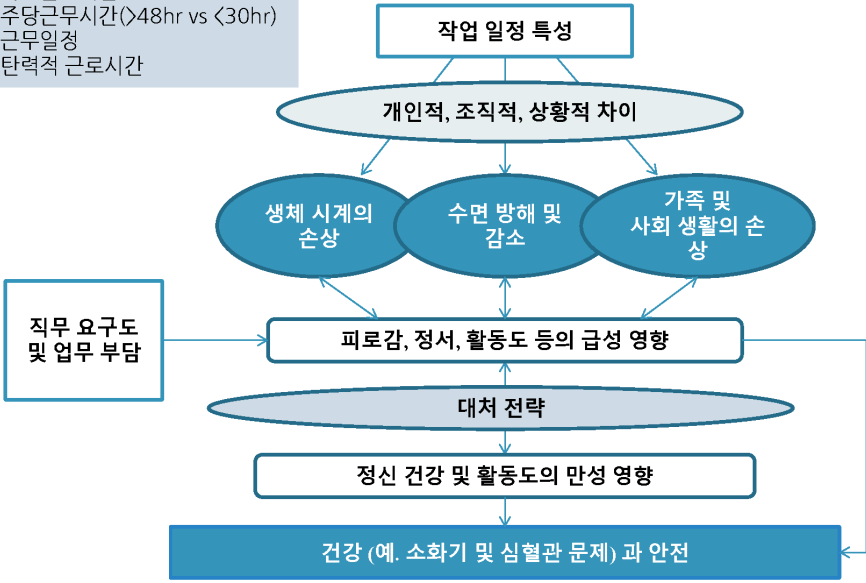 주당근무시간(>48hr vs <30hr)
근무일정
탄력적 근로시간
작업 일정 특성
개인적, 조직적, 상황적 차이
생체 시계의
손상
수면 방해 및
감소
가족 및
사회 생활의 손
상
직무 요구도
및 업무 부담
피로감, 정서, 활동도 등의 급성 영향
대처 전략
정신 건강 및 활동도의 만성 영향
건강 (예. 소화기 및 심혈관 문제) 과 안전